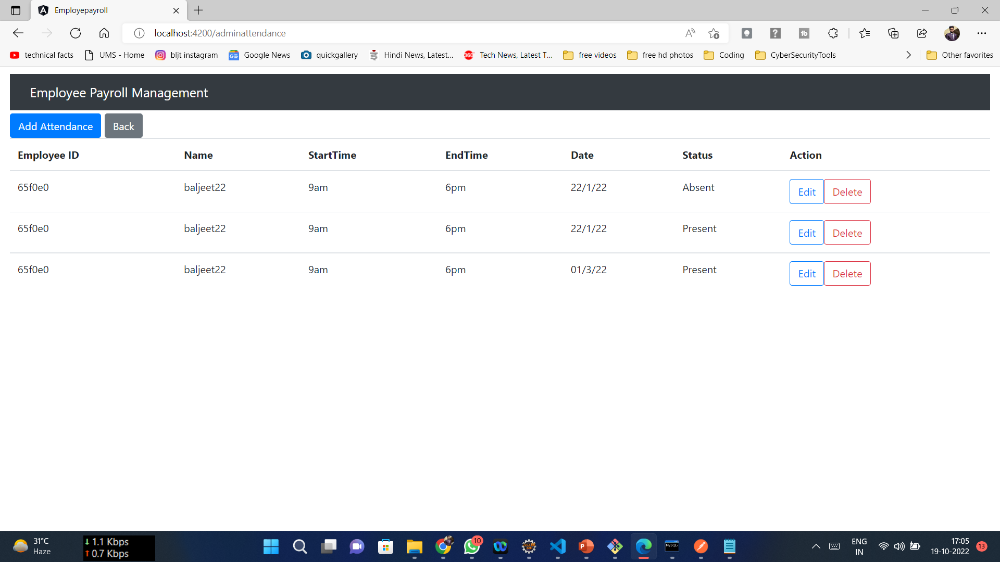 Employepayroll
localhost:4200/adminattendance
technical facts UMS - Home bljt instagram Google News quickgallery Hindi News, Latest... Tech News, Latest T... free videos free hd photos Coding CyberSecurityTools Other favorites
Employee Payroll Management
Add Attendance Back
Employee ID Name StartTime EndTime Date Status Action
65f0e0 baljeet22 9am 6pm 22/1/22 Absent Edit Delete
65f0e0 baljeet22 9am 6pm 22/1/22 Present Edit Delete
65f0e0 baljeet22 9am 6pm 01/3/22 Present Edit Delete
31°C
Haze
↓ 1.1 Kbps
↑ 0.7 Kbps
10
ENG
IN
17:05
19-10-2022
13